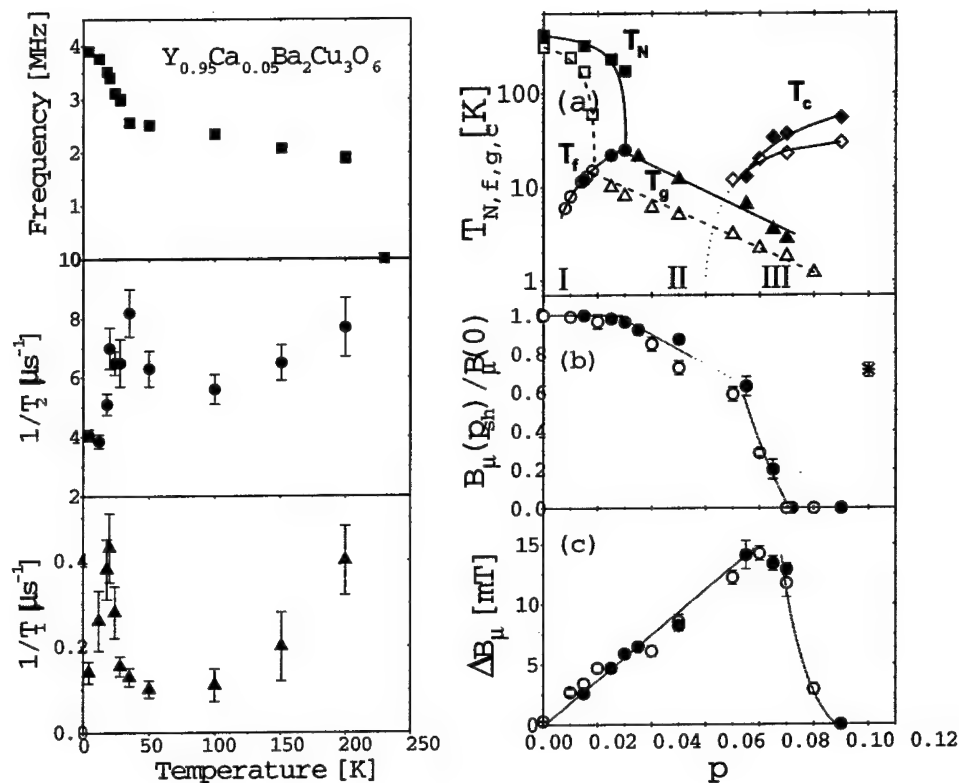 Y0.95Ca0.05Ba2Cu3O6
Frequency [MHz]
4
3
2
1/T2 [μs-1]
10
8
6
4
2
1/T [μs-1]
0.4
0.2
0.0
0 50 100 150 200 250
Temperature [K]
TN,f,g,c [K]
100
10
1
(a)
TN
Tc
Tf
Tg
I II III
Bμ(psh)/Bμ(0)
1.0
0.8
0.6
0.4
0.2
0.0
(b)
ΔBμ [mT]
15
10
5
0
(c)
0.00 0.02 0.04 0.06 0.08 0.10 0.12
p